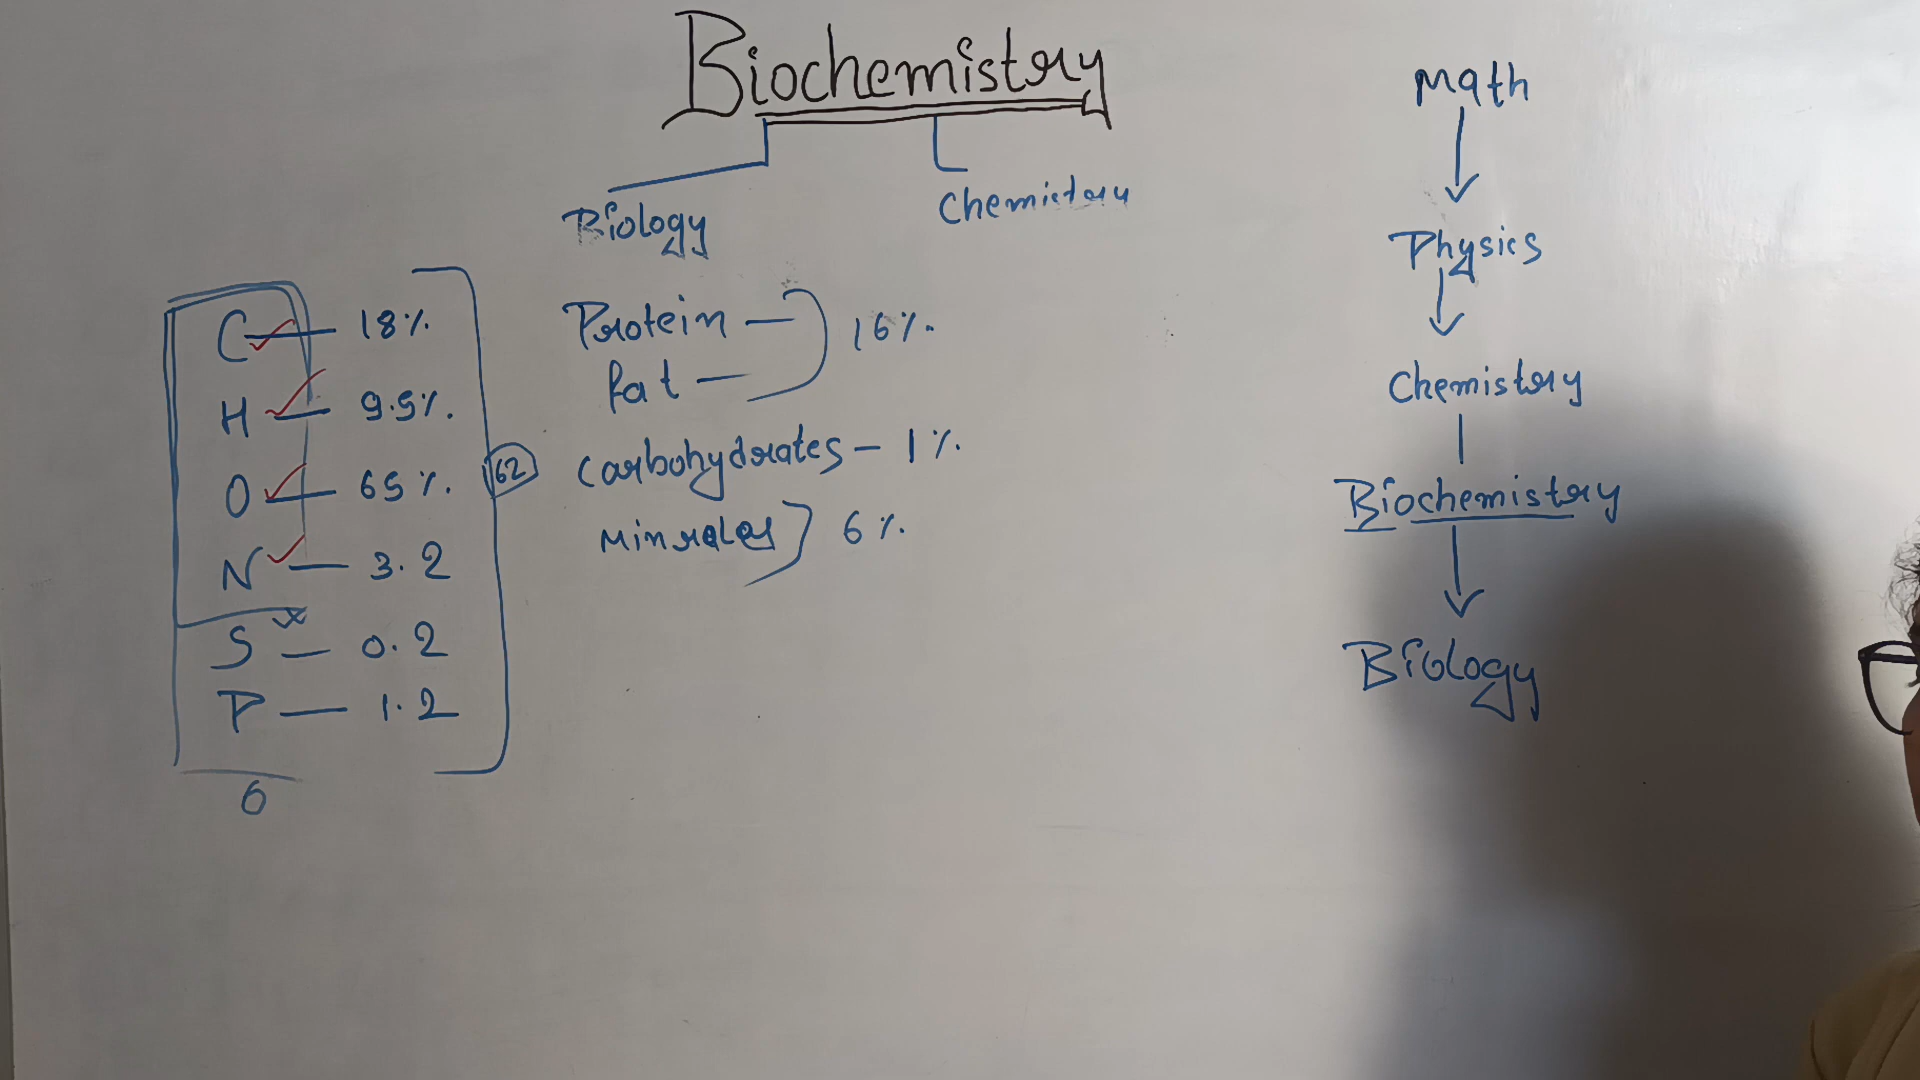 Biochemistry
Biology
Chemistry
C — 18%.
H — 9.5%.
O — 65%.
N — 3.2
S — 0.2
P — 1.2
6
62
Protein —
fat — 16%.
Carbohydrates — 1%.
Minrales 6%.
Math
Physics
Chemistry
Biochemistry
Biology